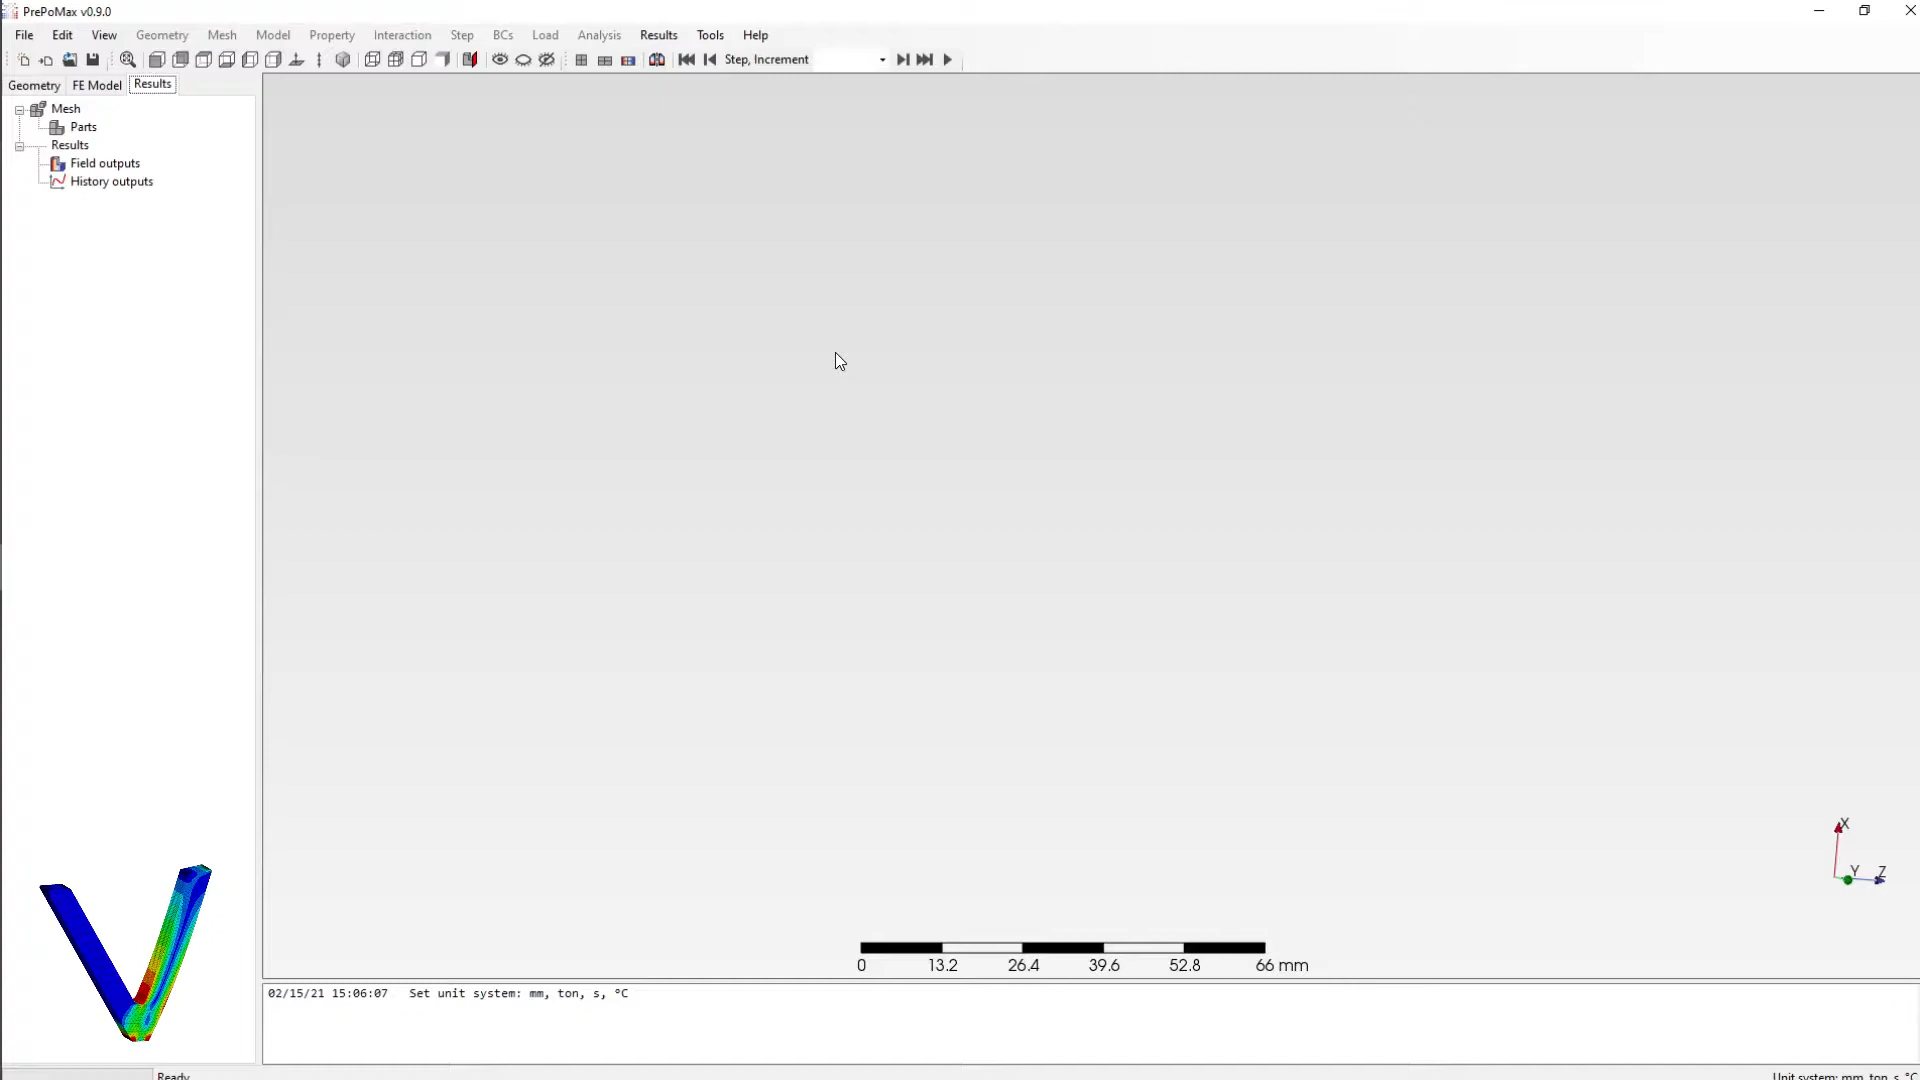 PrePoMax v0.9.0
File Edit View Geometry Mesh Model Property Interaction Step BCs Load Analysis Results Tools Help
Step, Increment
Geometry FE Model Results
Mesh
Parts
Results
Field outputs
History outputs
X
Y Z
0 13.2 26.4 39.6 52.8 66 mm
02/15/21 15:06:07 Set unit system: mm, ton, s, °C
Ready Unit system: mm, ton, s, °C